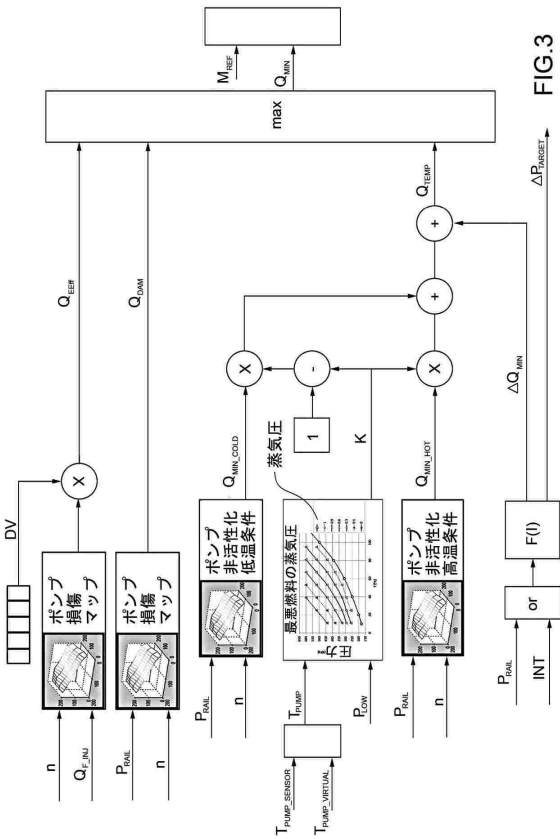 DV
n
Q_F_INJ
ポンプ
損傷
マップ
X
Q_EEff
P_RAIL
n
ポンプ
損傷
マップ
Q_DAM
max
M_REF
Q_MIN
P_RAIL
n
ポンプ
非活性化
低温条件
Q_MIN_COLD
X
1
-
+
+
Q_TEMP
蒸気圧
T_PUMP_SENSOR
T_PUMP_VIRTUAL
T_PUMP
P_LOW
最悪燃料の蒸気圧
圧力
K
P_RAIL
n
ポンプ
非活性化
高温条件
Q_MIN_HOT
X
P_RAIL
INT
or
F(I)
ΔQ_MIN
ΔP_TARGET
FIG.3